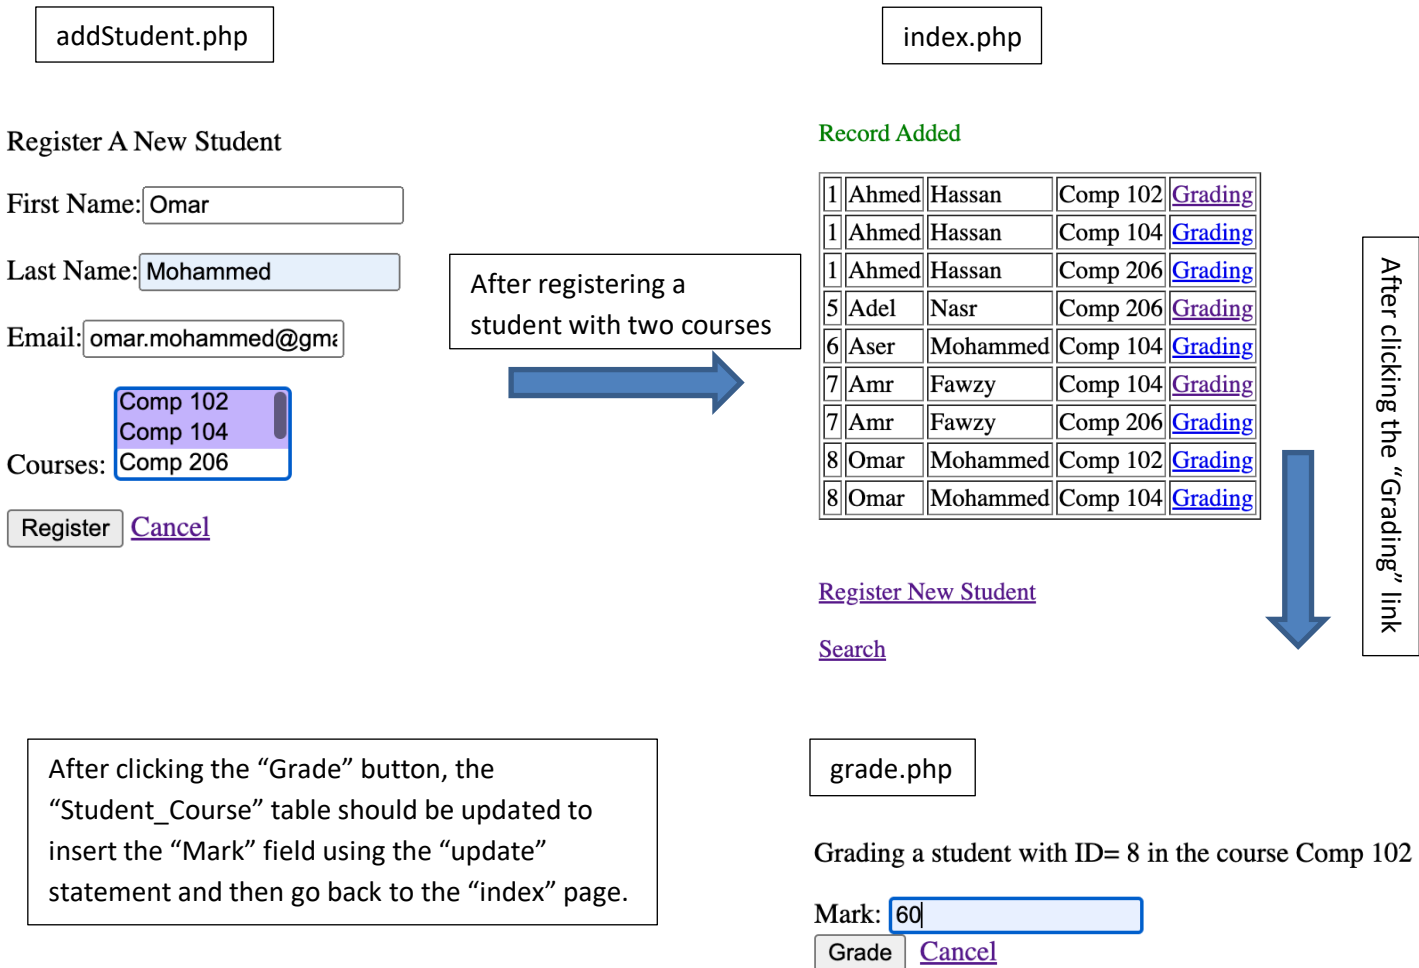 addStudent.php
Register A New Student
First Name: Omar
Last Name: Mohammed
Email: omar.mohammed@gma
Comp 102
Comp 104
Courses: Comp 206
Register Cancel
After registering a
student with two courses
index.php
Record Added
1 Ahmed Hassan Comp 102 Grading
1 Ahmed Hassan Comp 104 Grading
1 Ahmed Hassan Comp 206 Grading
5 Adel Nasr Comp 206 Grading
6 Aser Mohammed Comp 104 Grading
7 Amr Fawzy Comp 104 Grading
7 Amr Fawzy Comp 206 Grading
8 Omar Mohammed Comp 102 Grading
8 Omar Mohammed Comp 104 Grading
Register New Student
Search
After clicking the “Grading” link
grade.php
Grading a student with ID= 8 in the course Comp 102
Mark: 60
Grade Cancel
After clicking the “Grade” button, the
“Student_Course” table should be updated to
insert the “Mark” field using the “update”
statement and then go back to the “index” page.